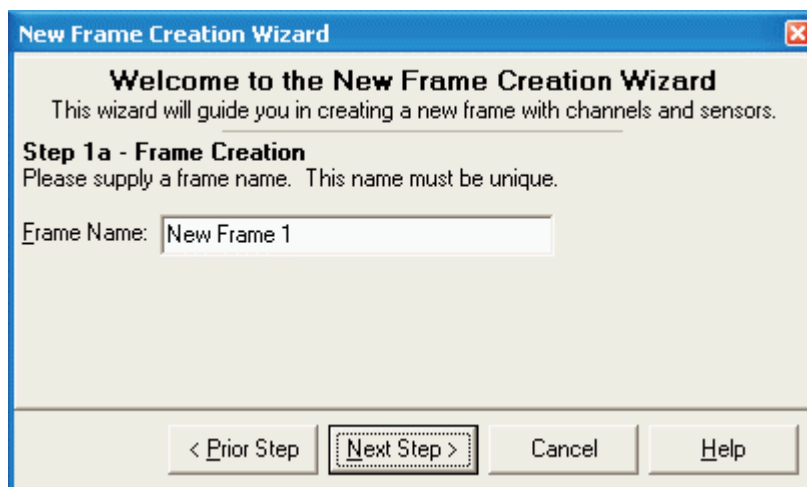 New Frame Creation Wizard
Welcome to the New Frame Creation Wizard
This wizard will guide you in creating a new frame with channels and sensors.
Step 1a - Frame Creation
Please supply a frame name.  This name must be unique.
Frame Name: New Frame 1
< Prior Step Next Step > Cancel Help